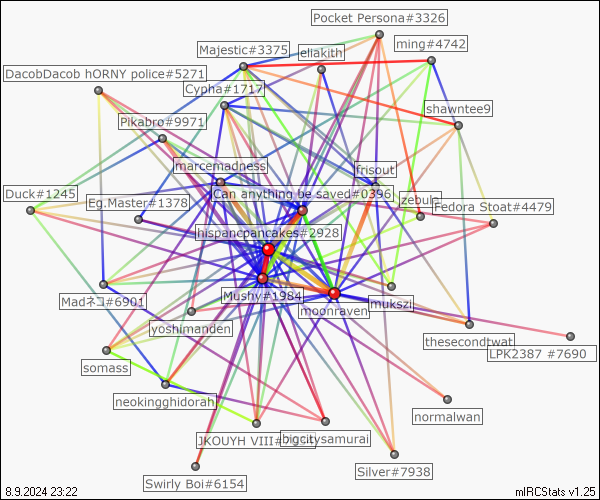 Pocket Persona#3326
ming#4742
Majestic#3375
eliakith
DacobDacob hORNY police#5271
Cypha#1717
shawntee9
Pikabro#9971
marcemadness
frisout
Duck#1245
Eg.Master#1378
Can anything be saved#0396
zebula
Fedora Stoat#4479
hispancpancakes#2928
Mushy#1984
Madネコ#6901
mukszi
moonraven
yoshimanden
thesecondtwat
LPK2387 #7690
somass
neokingghidorah
normalwan
JKOUYH VIII
bigcitysamurai
Silver#7938
Swirly Boi#6154
8.9.2024 23:22
mIRCStats v1.25